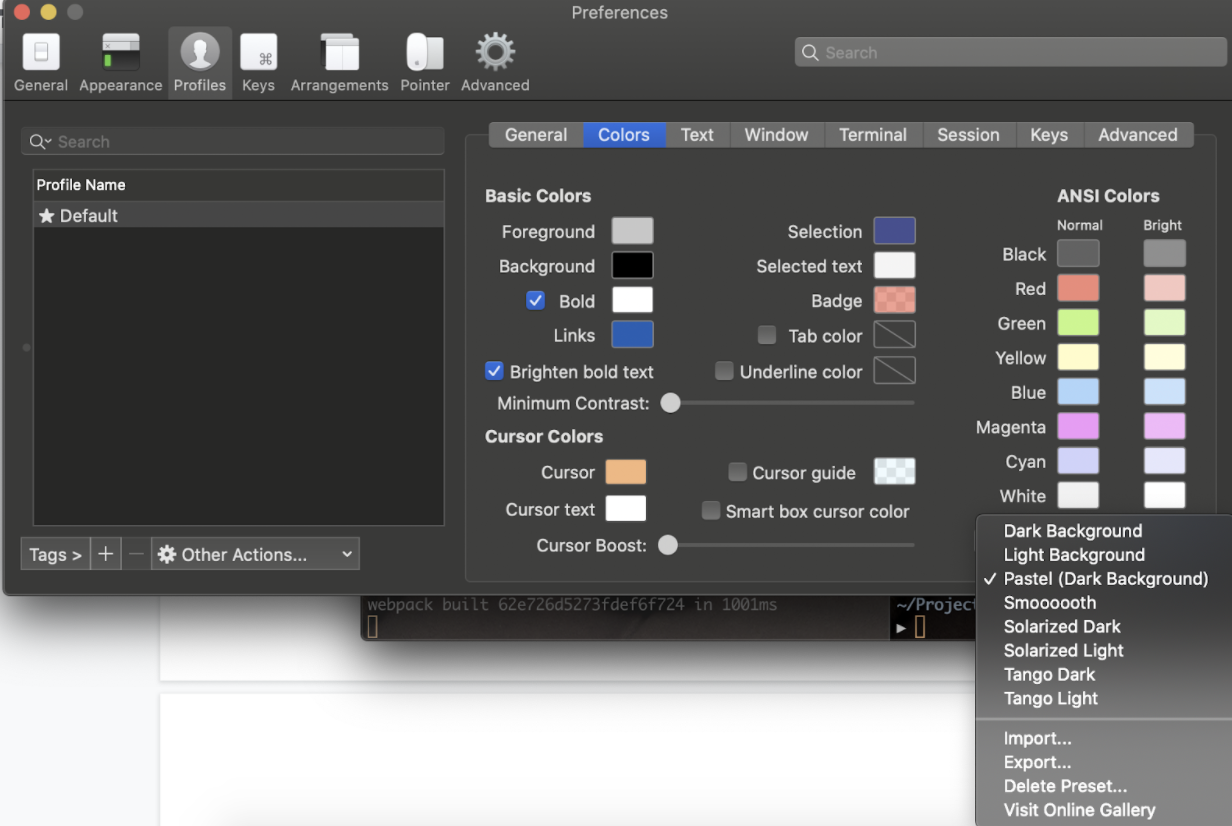 Preferences
General Appearance Profiles Keys Arrangements Pointer Advanced
Search
Search
Profile Name
Default
Tags > + − Other Actions...
General Colors Text Window Terminal Session Keys Advanced
Basic Colors
Foreground
Background
Bold
Links
Brighten bold text
Minimum Contrast:
Selection
Selected text
Badge
Tab color
Underline color
Cursor Colors
Cursor
Cursor text
Cursor Boost:
Cursor guide
Smart box cursor color
ANSI Colors
Normal Bright
Black
Red
Green
Yellow
Blue
Magenta
Cyan
White
Dark Background
Light Background
✓ Pastel (Dark Background)
Smoooooth
Solarized Dark
Solarized Light
Tango Dark
Tango Light
Import...
Export...
Delete Preset...
Visit Online Gallery
webpack built 62e726d5273fdef6f724 in 1001ms
~/Project